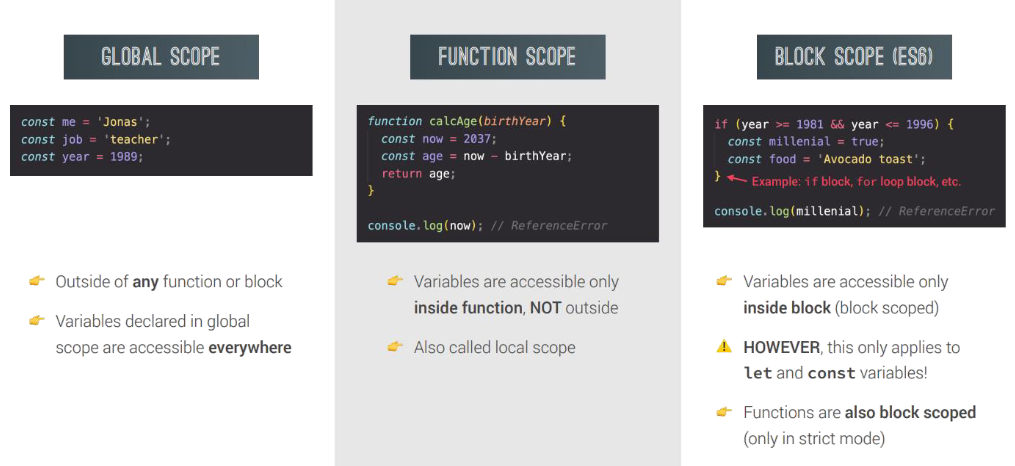 GLOBAL SCOPE
const me = 'Jonas';
const job = 'teacher';
const year = 1989;
👉 Outside of any function or block
👉 Variables declared in global
scope are accessible everywhere
FUNCTION SCOPE
function calcAge(birthYear) {
  const now = 2037;
  const age = now - birthYear;
  return age;
}
console.log(now); // ReferenceError
👉 Variables are accessible only
inside function, NOT outside
👉 Also called local scope
BLOCK SCOPE (ES6)
if (year >= 1981 && year <= 1996) {
  const millenial = true;
  const food = 'Avocado toast';
} Example: if block, for loop block, etc.
console.log(millenial); // ReferenceError
👉 Variables are accessible only
inside block (block scoped)
⚠️ HOWEVER, this only applies to
let and const variables!
👉 Functions are also block scoped
(only in strict mode)